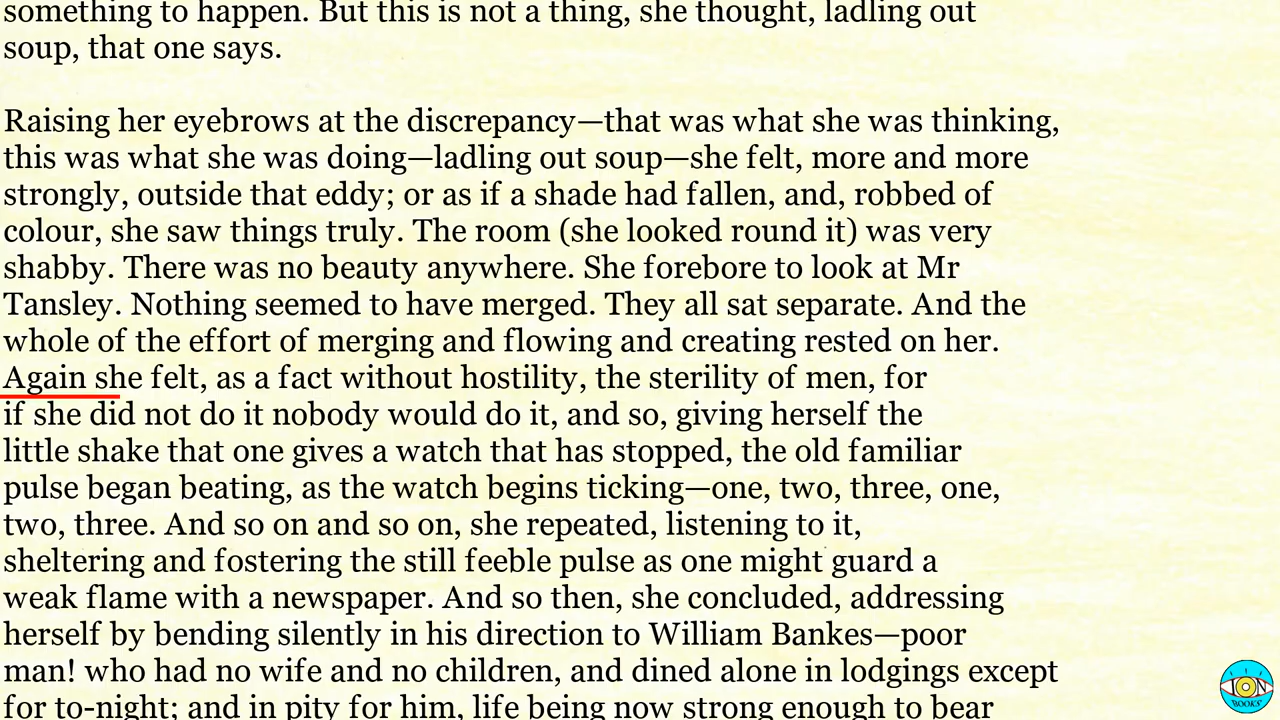 something to happen. But this is not a thing, she thought, ladling out
soup, that one says.
Raising her eyebrows at the discrepancy—that was what she was thinking,
this was what she was doing—ladling out soup—she felt, more and more
strongly, outside that eddy; or as if a shade had fallen, and, robbed of
colour, she saw things truly. The room (she looked round it) was very
shabby. There was no beauty anywhere. She forebore to look at Mr
Tansley. Nothing seemed to have merged. They all sat separate. And the
whole of the effort of merging and flowing and creating rested on her.
Again she felt, as a fact without hostility, the sterility of men, for
if she did not do it nobody would do it, and so, giving herself the
little shake that one gives a watch that has stopped, the old familiar
pulse began beating, as the watch begins ticking—one, two, three, one,
two, three. And so on and so on, she repeated, listening to it,
sheltering and fostering the still feeble pulse as one might guard a
weak flame with a newspaper. And so then, she concluded, addressing
herself by bending silently in his direction to William Bankes—poor
man! who had no wife and no children, and dined alone in lodgings except
for to-night; and in pity for him, life being now strong enough to bear
ION
BOOKS